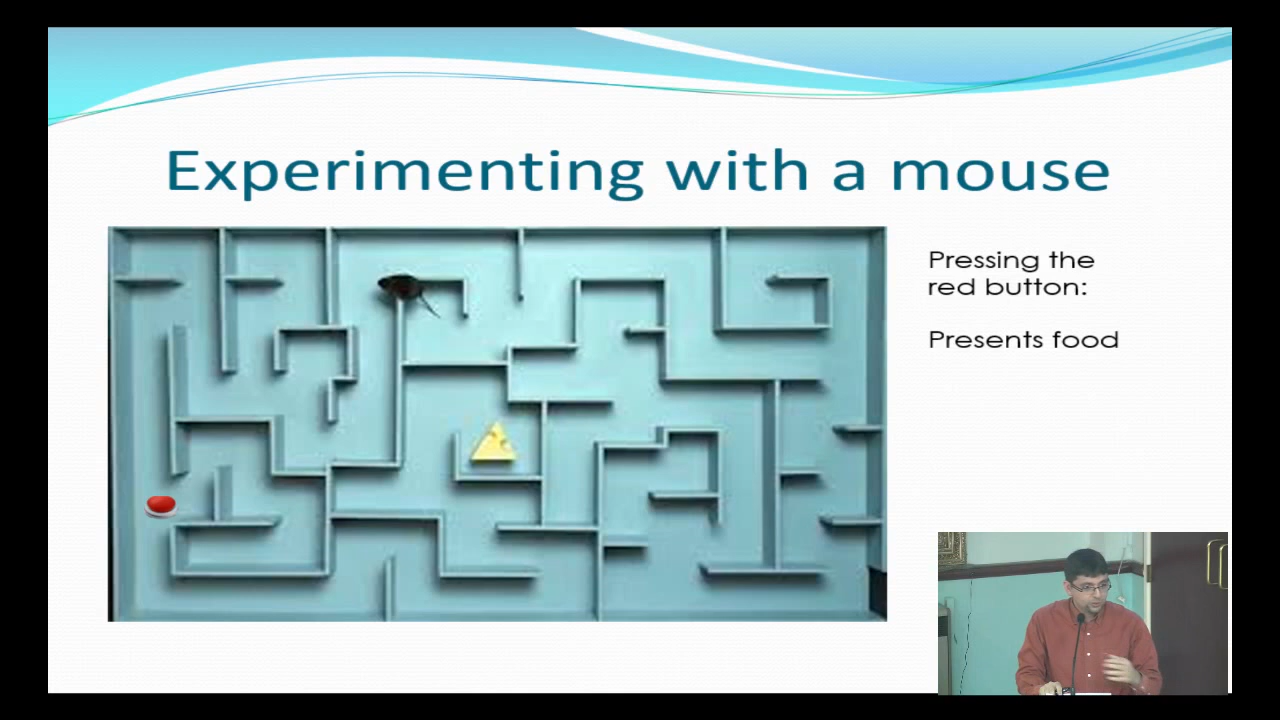 Experimenting with a mouse
Pressing the
red button:
Presents food